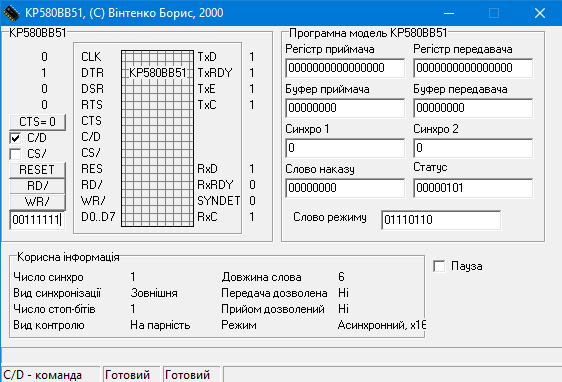 КР580ВВ51, (С) Вінтенко Борис, 2000
КР580ВВ51
0 CLK TxD 1
1 DTR КР580ВВ51 TxRDY 1
0 DSR TxE 1
0 RTS TxC 1
CTS= 0 CTS
C/D C/D
CS/ CS/
RESET RES RxD 1
RD/ RD/ RxRDY 0
WR/ WR/ SYNDET 0
00111111 D0..D7 RxC 1
Програмна модель КР580ВВ51
Регістр приймача Регістр передавача
00000000000000 00000000000000
Буфер приймача Буфер передавача
00000000 00000000
Синхро 1 Синхро 2
0 0
Слово наказу Статус
00000000 00000101
Слово режиму 01110110
Корисна інформація
Число синхро 1 Довжина слова 6
Вид синхронізації Зовнішня Передача дозволена Ні
Число стоп-бітів 1 Прийом дозволений Ні
Вид контролю На парність Режим Асинхронний, x16
Пауза
C/D - команда Готовий Готовий